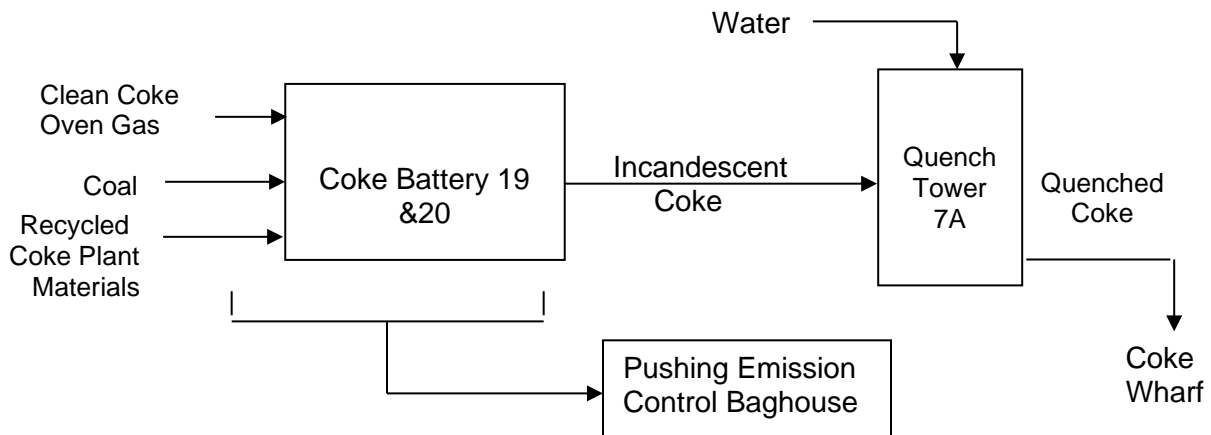 Water
Clean Coke
Oven Gas
Coal
Recycled
Coke Plant
Materials
Coke Battery 19
&20
Incandescent
Coke
Quench
Tower
7A
Quenched
Coke
Pushing Emission
Control Baghouse
Coke
Wharf